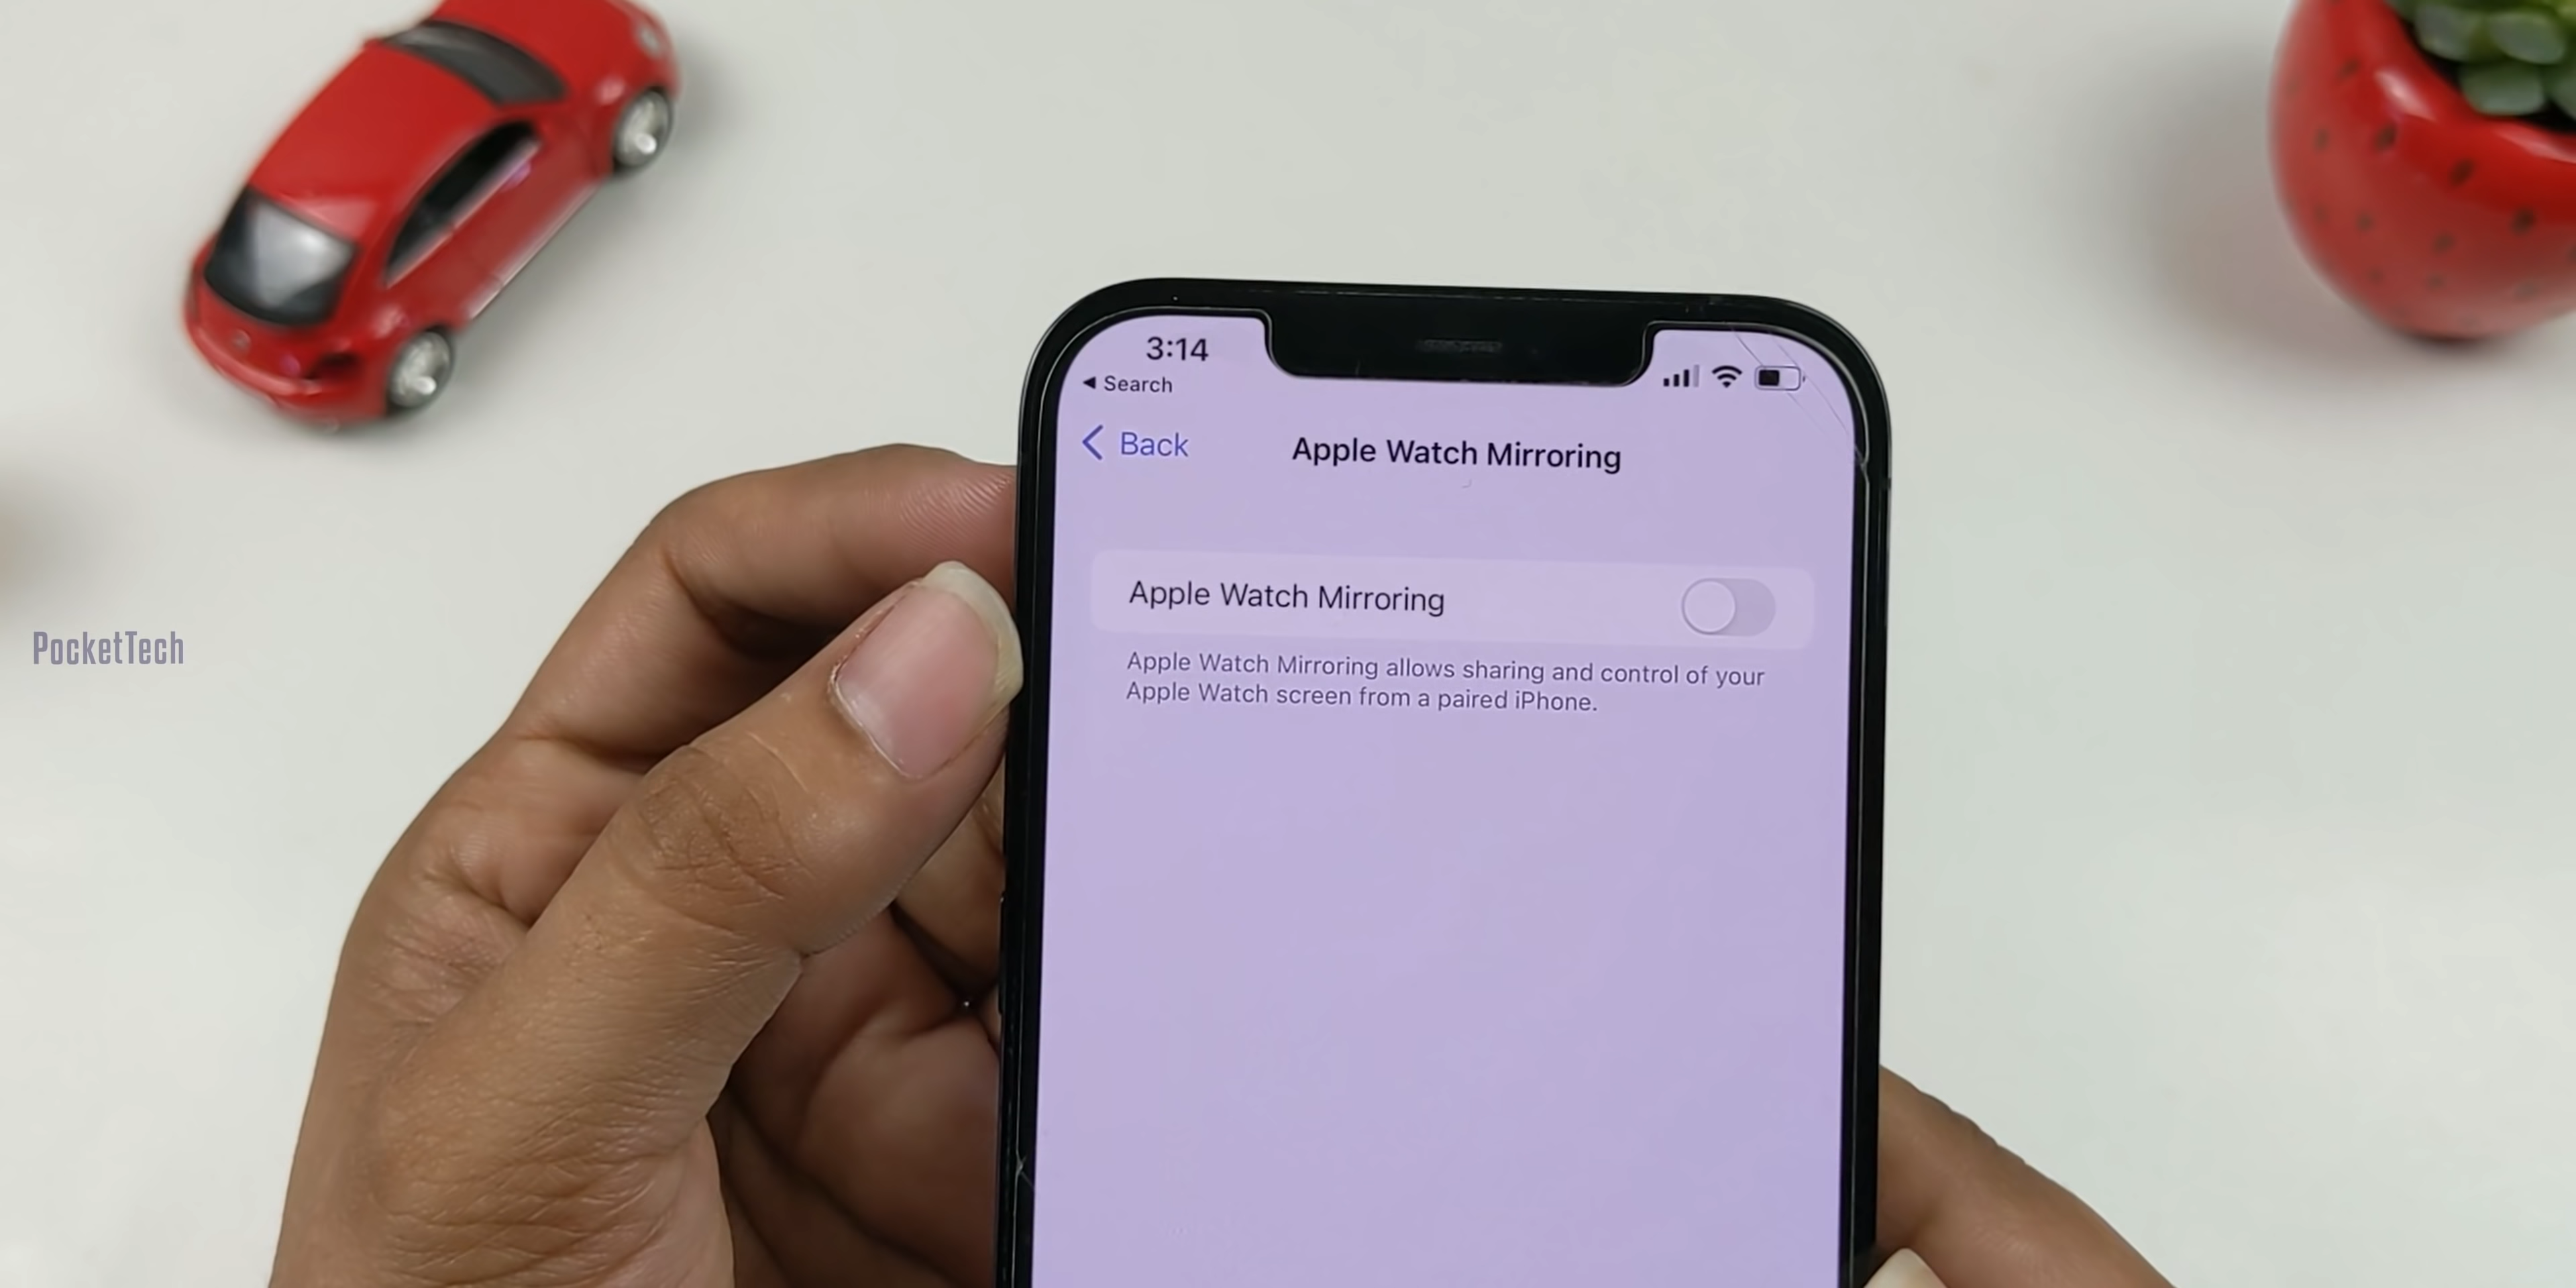 3:14
◀ Search
Back
Apple Watch Mirroring
Apple Watch Mirroring
Apple Watch Mirroring allows sharing and control of your
Apple Watch screen from a paired iPhone.
PocketTech